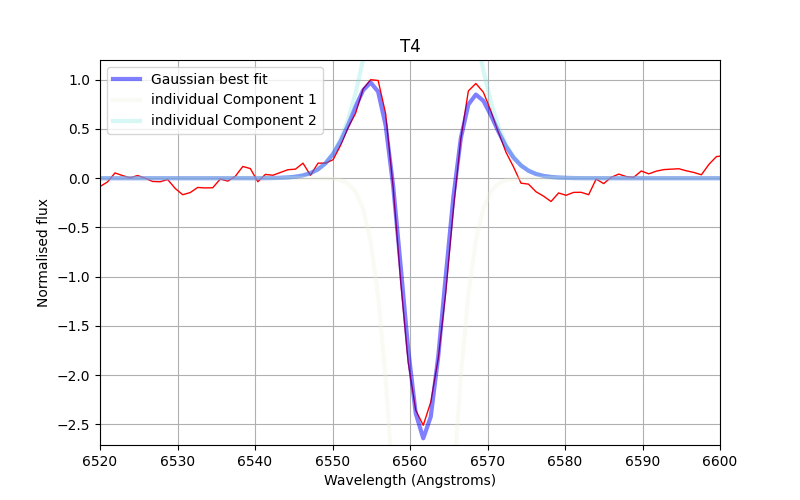 T4
Gaussian best fit
individual Component 1
individual Component 2
1.0
0.5
0.0
−0.5
−1.0
−1.5
−2.0
−2.5
Normalised flux
6520 6530 6540 6550 6560 6570 6580 6590 6600
Wavelength (Angstroms)